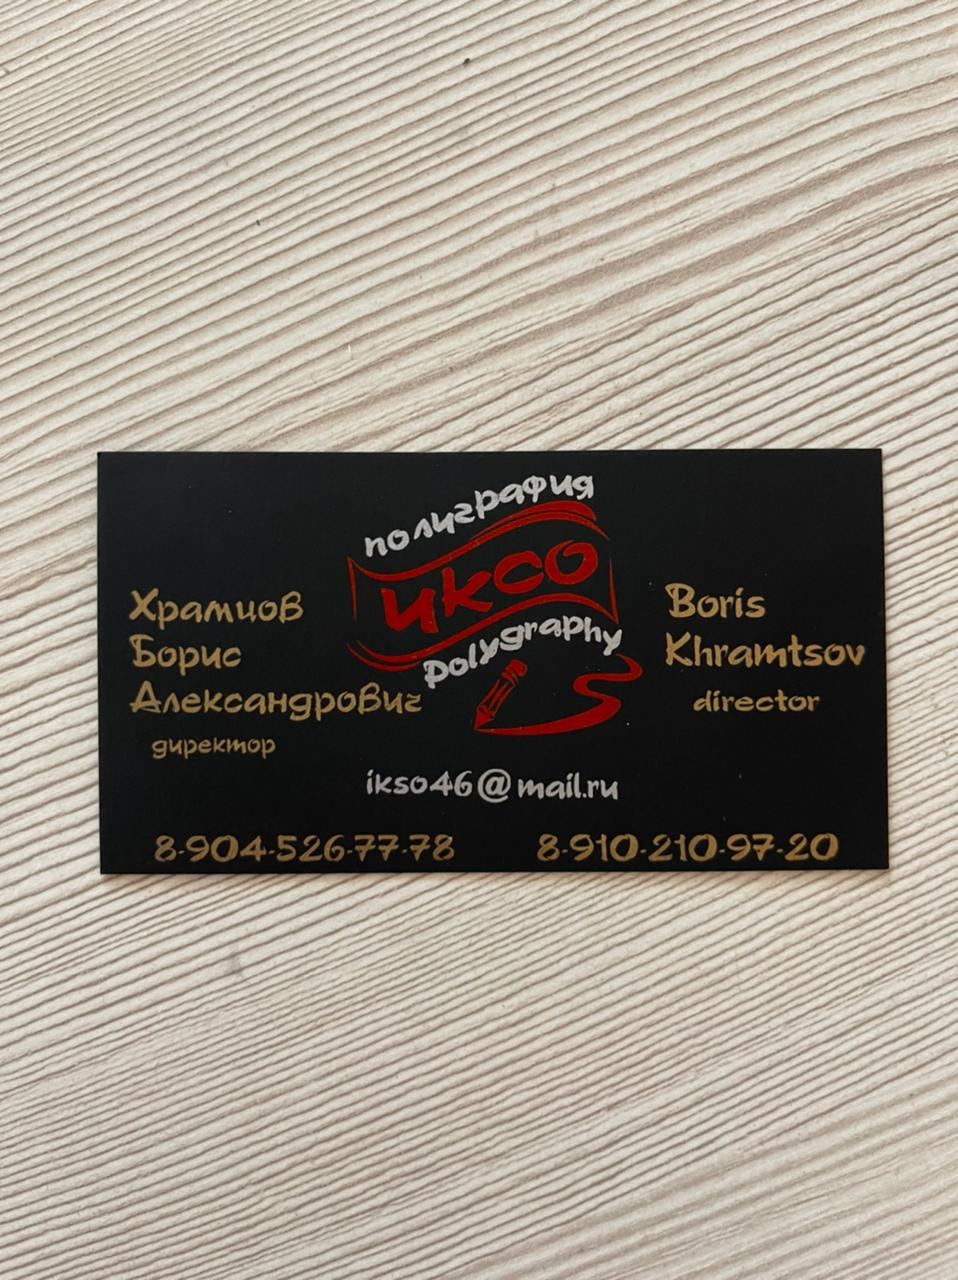 полиграфия
иксо
polygraphy
Храмцов
Борис
Александрович
директор
Boris
Khramtsov
director
ikso46@mail.ru
8-904-526-77-78
8-910-210-97-20